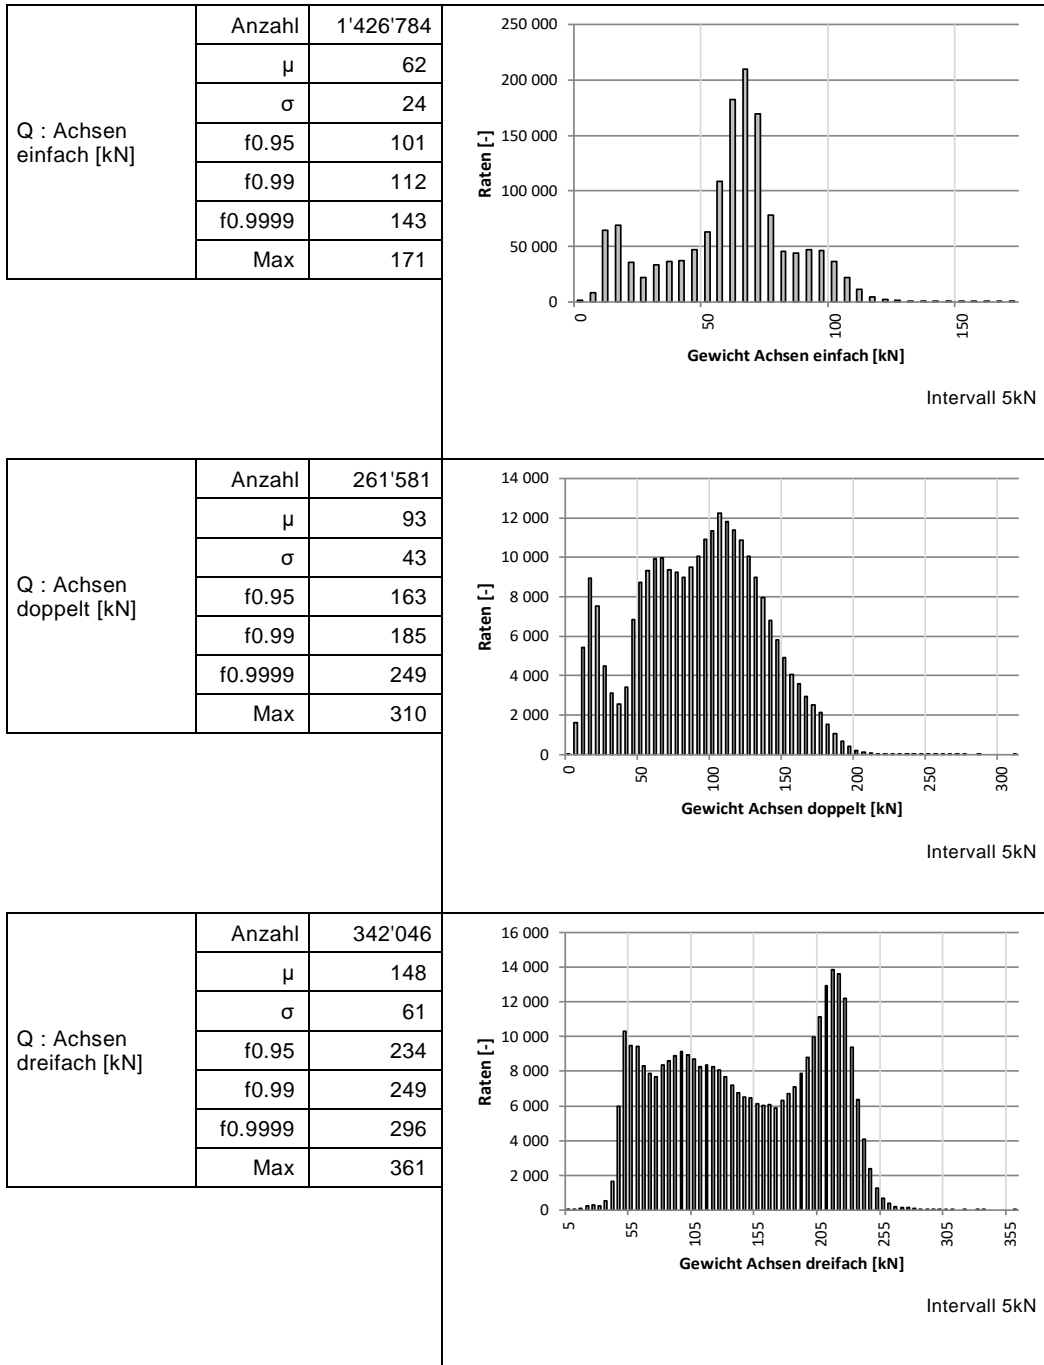 Q : Achsen
einfach [kN]
Anzahl 1'426'784
µ 62
σ 24
f0.95 101
f0.99 112
f0.9999 143
Max 171
250 000
200 000
150 000
100 000
50 000
0
Raten [-]
0 50 100 150
Gewicht Achsen einfach [kN]
Intervall 5kN
Q : Achsen
doppelt [kN]
Anzahl 261'581
µ 93
σ 43
f0.95 163
f0.99 185
f0.9999 249
Max 310
14 000
12 000
10 000
8 000
6 000
4 000
2 000
0
Raten [-]
0 50 100 150 200 250 300
Gewicht Achsen doppelt [kN]
Intervall 5kN
Q : Achsen
dreifach [kN]
Anzahl 342'046
µ 148
σ 61
f0.95 234
f0.99 249
f0.9999 296
Max 361
16 000
14 000
12 000
10 000
8 000
6 000
4 000
2 000
0
Raten [-]
5 55 105 155 205 255 305 355
Gewicht Achsen dreifach [kN]
Intervall 5kN